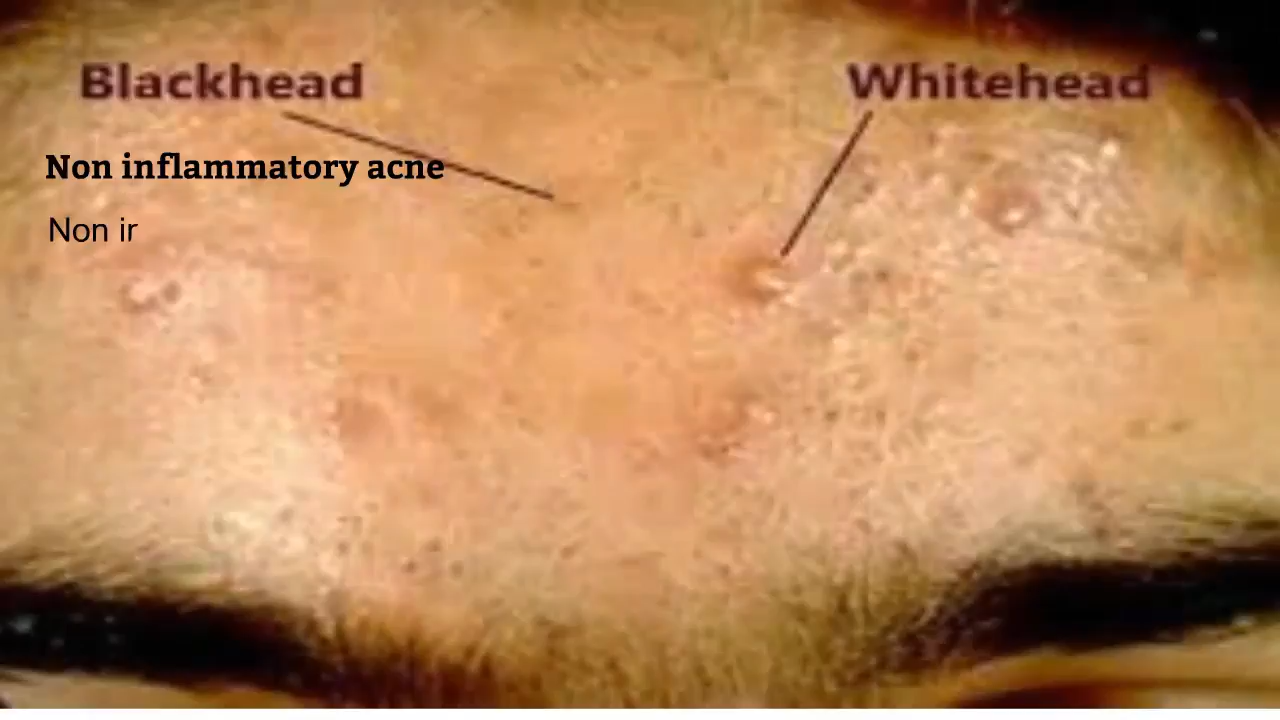 Blackhead
Whitehead
Non inflammatory acne
Non ir